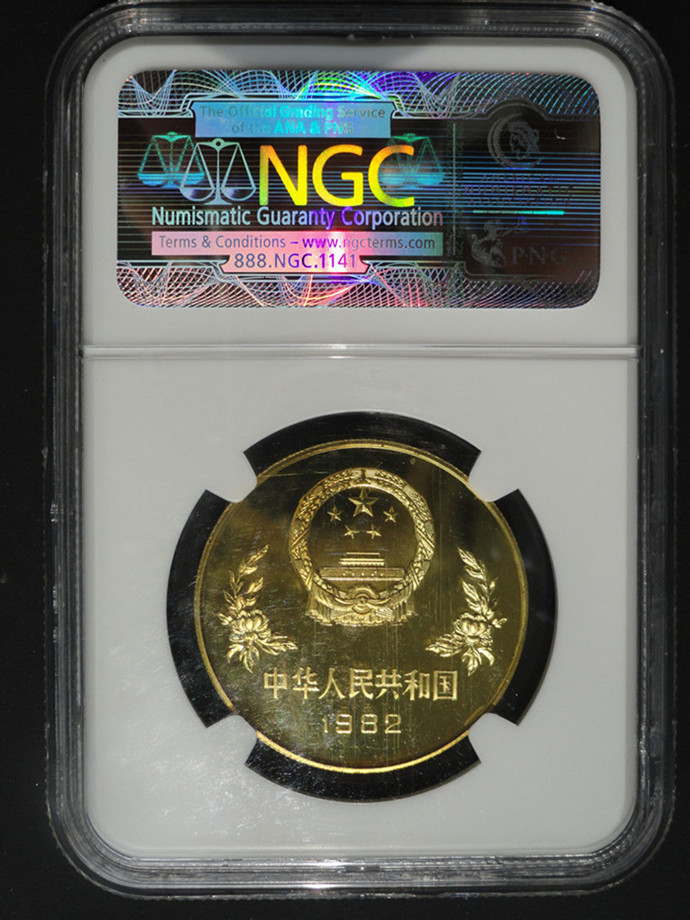 The Official Grading Service
of the ANA & PNG
NGC
Numismatic Guaranty Corporation
Terms & Conditions – www.ngcterms.com
888.NGC.1141
PNG
中华人民共和国
1982